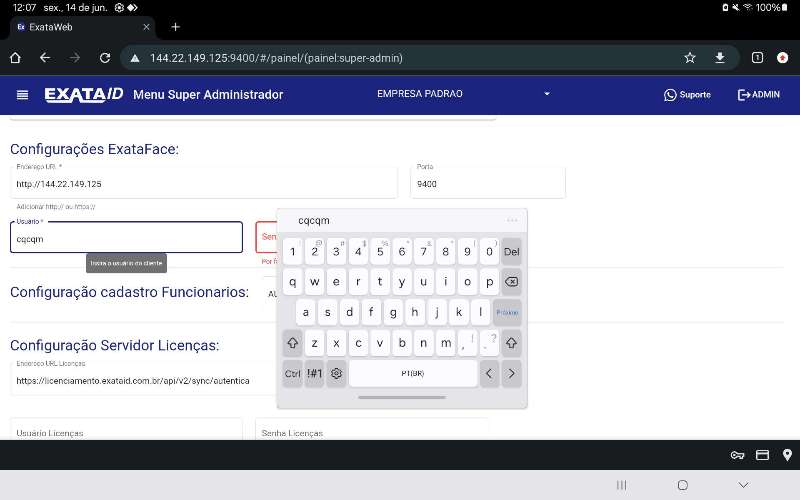 12:07 sex., 14 de jun. 100%
ExataWeb
144.22.149.125:9400/#/painel/(painel:super-admin) 1
EXATAID Menu Super Administrador EMPRESA PADRAO Suporte ADMIN
Configurações ExataFace:
Endereço URL *
Porta
http://144.22.149.125
9400
Adicionar http:// ou https://
Usuário *
cqcqm
Sen
Insira o usuário do cliente
Por f
Configuração cadastro Funcionarios:
AU
Configuração Servidor Licenças:
Endereço URL Licenças
https://licenciamento.exataid.com.br/api/v2/sync/autentica
Usuário Licenças
Senha Licenças
cqcqm ...
1 2 3 4 5 6 7 8 9 0 Del
@ # $ % ^ & * ( )
q w e r t y u i o p
a s d f g h j k l Próximo
z x c v b n m , ! . ?
Ctrl !#1 PT(BR) < >